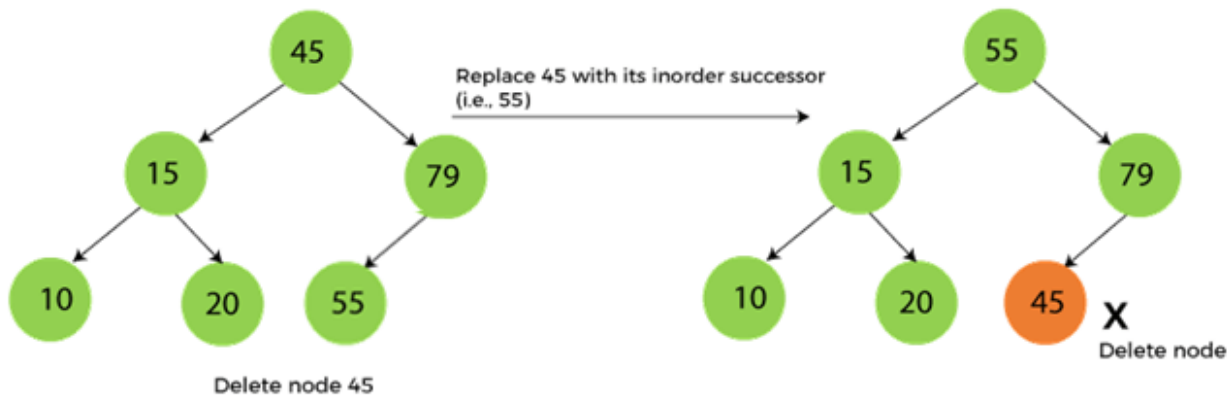 45
55
Replace 45 with its inorder successor
(i.e., 55)
15
79
15
79
10
20
55
10
20
45
X
Delete node
Delete node 45